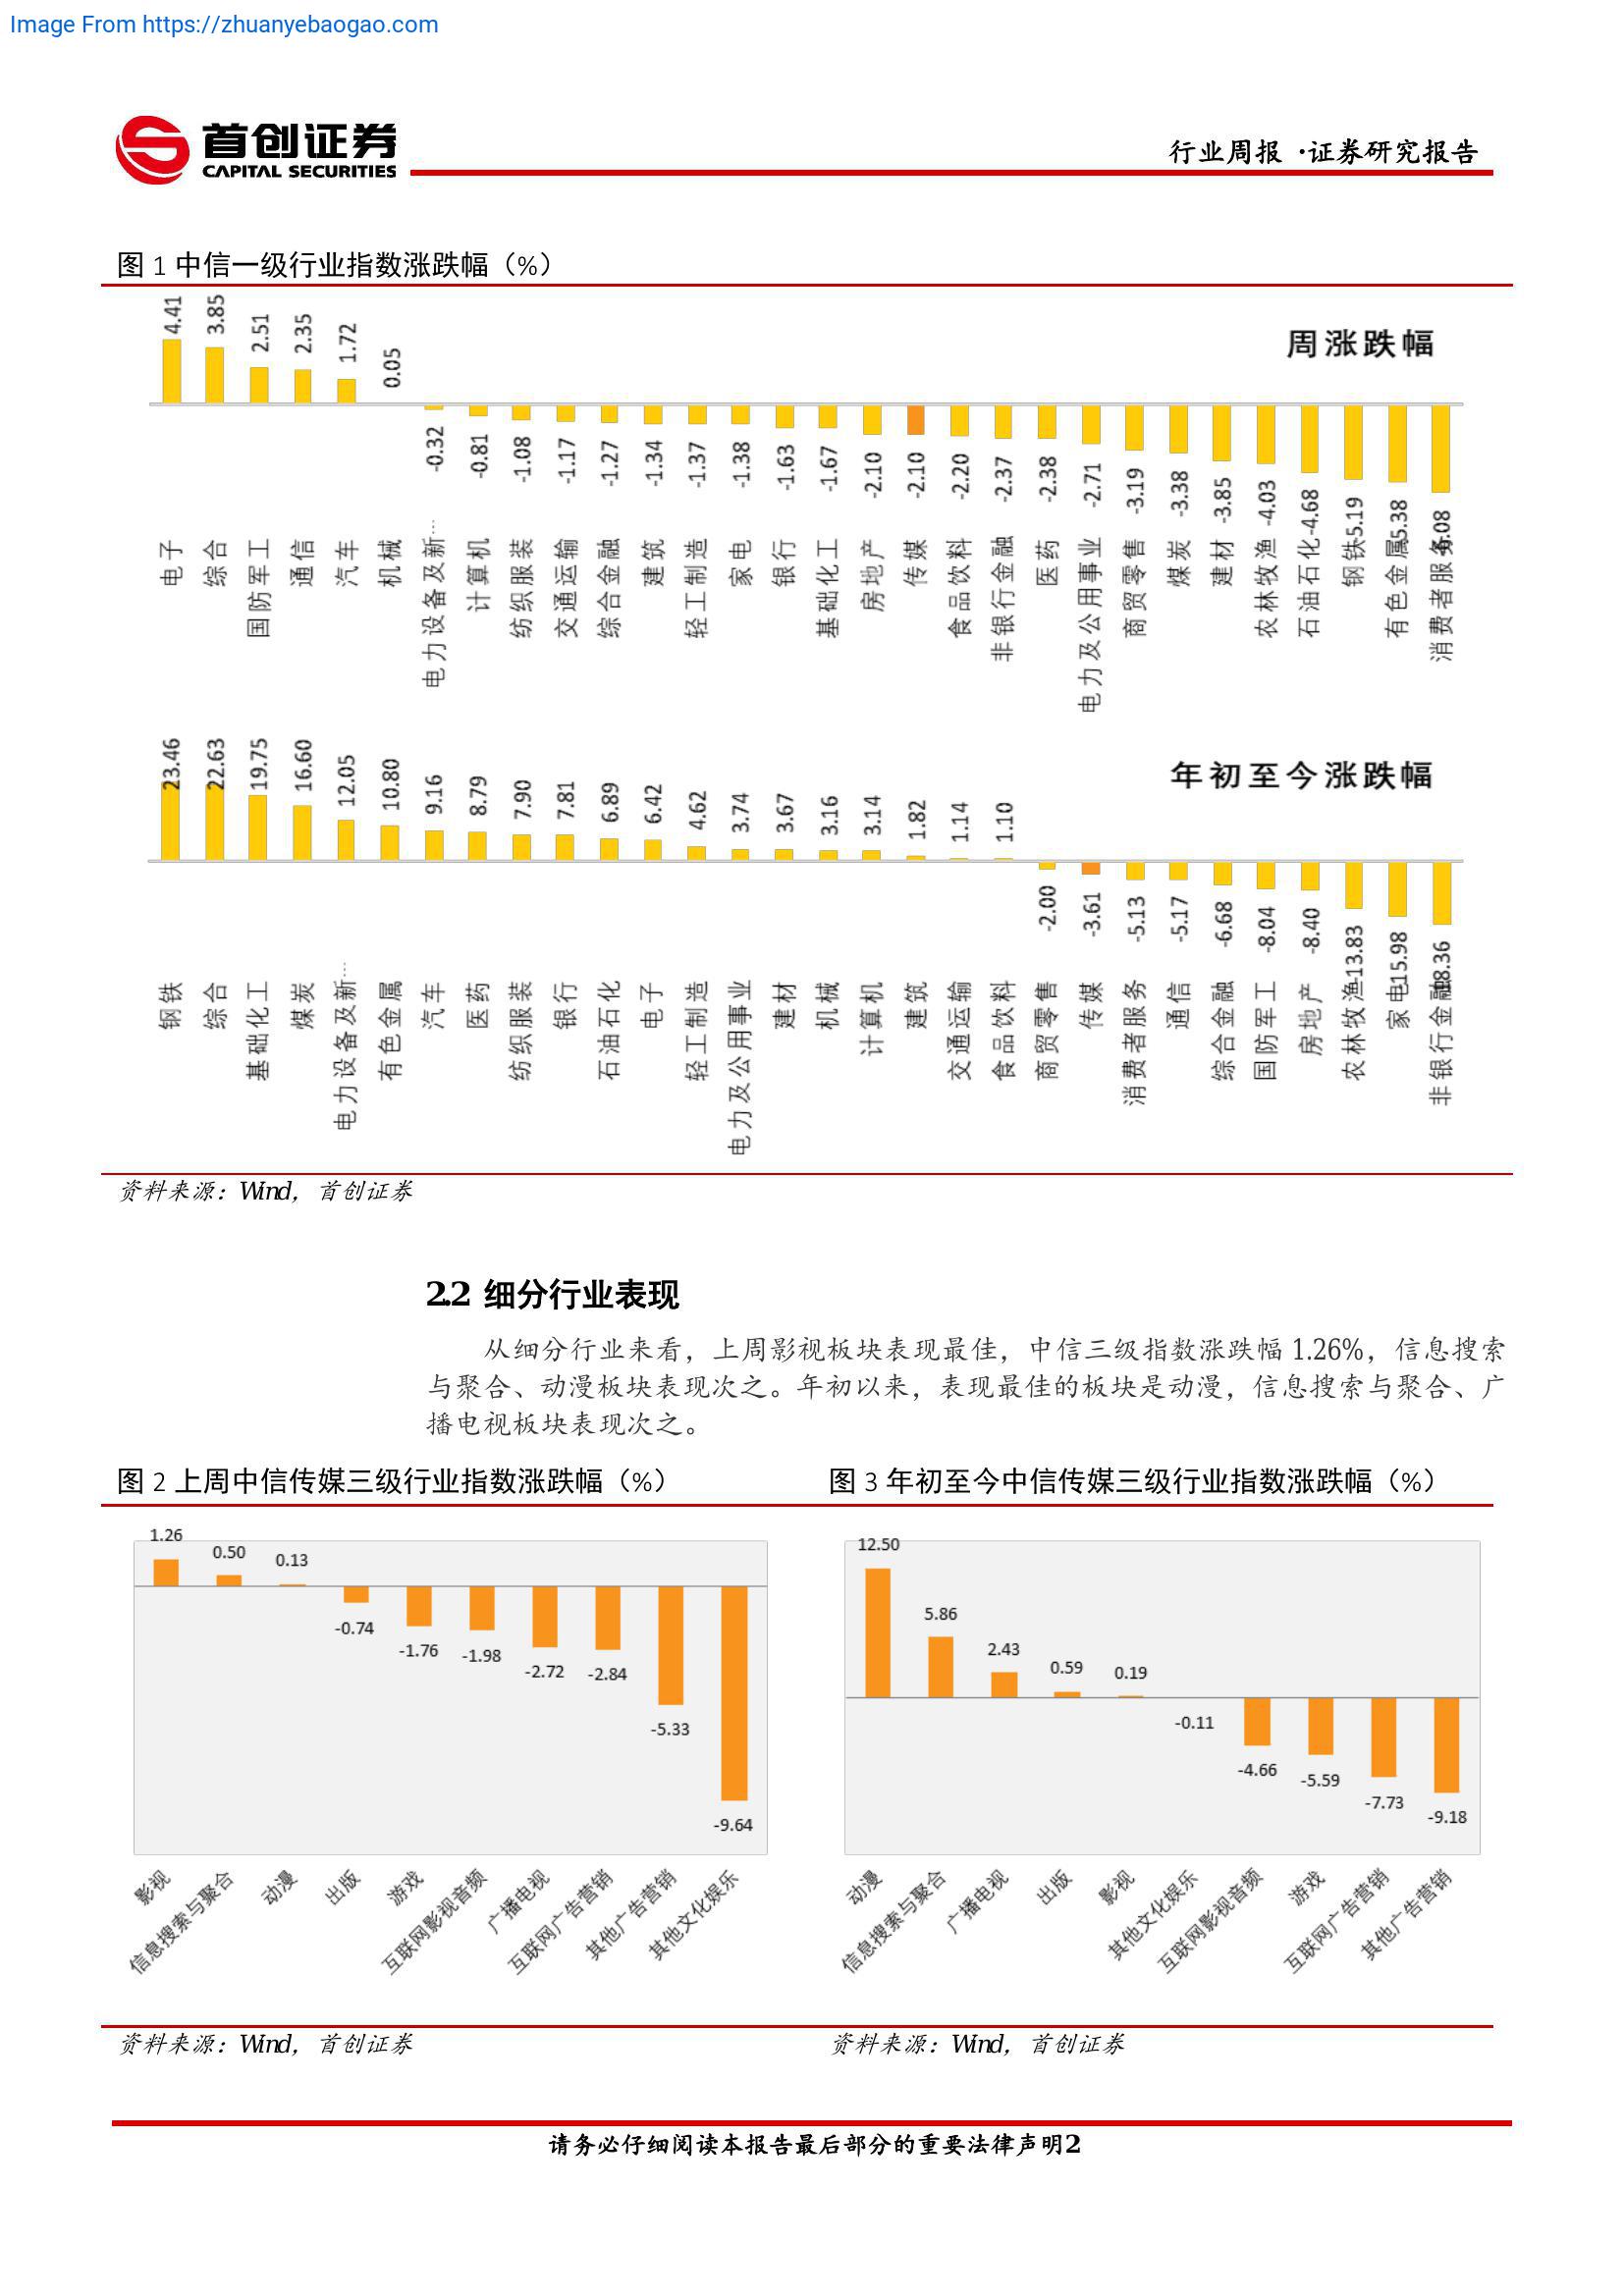 Image From https://zhuanyebaogao.com
首创证券
CAPITAL SECURITIES
行业周报 ·证券研究报告
图 1 中信一级行业指数涨跌幅（%）
周涨跌幅
4.41 3.85 2.51 2.35 1.72 0.05 -0.32 -0.81 -1.08 -1.17 -1.27 -1.34 -1.37 -1.38 -1.63 -1.67 -2.10 -2.10 -2.20 -2.37 -2.38 -2.71 -3.19 -3.38 -3.85 -4.03 -4.68 -5.19 -5.38 -6.08
电子 综合 国防军工 通信 汽车 机械 电力设备及新… 计算机 纺织服装 交通运输 综合金融 建筑 轻工制造 家电 银行 基础化工 房地产 传媒 食品饮料 非银行金融 医药 电力及公用事业 商贸零售 煤炭 建材 农林牧渔 石油石化 钢铁 有色金属 消费者服务
年初至今涨跌幅
23.46 22.63 19.75 16.60 12.05 10.80 9.16 8.79 7.90 7.81 6.89 6.42 4.62 3.74 3.67 3.16 3.14 1.82 1.14 1.10 -2.00 -3.61 -5.13 -5.17 -6.68 -8.04 -8.40 -13.83 -15.98 -18.36
钢铁 综合 基础化工 煤炭 电力设备及新… 有色金属 汽车 医药 纺织服装 银行 石油石化 电子 轻工制造 电力及公用事业 建材 机械 计算机 建筑 交通运输 食品饮料 商贸零售 传媒 消费者服务 通信 综合金融 国防军工 房地产 农林牧渔 家电 非银行金融
资料来源：Wind，首创证券
2.2 细分行业表现
从细分行业来看，上周影视板块表现最佳，中信三级指数涨跌幅 1.26%，信息搜索
与聚合、动漫板块表现次之。年初以来，表现最佳的板块是动漫，信息搜索与聚合、广
播电视板块表现次之。
图 2 上周中信传媒三级行业指数涨跌幅（%）
1.26 0.50 0.13 -0.74 -1.76 -1.98 -2.72 -2.84 -5.33 -9.64
影视 信息搜索与聚合 动漫 出版 游戏 互联网影视音频 广播电视 互联网广告营销 其他广告营销 其他文化娱乐
资料来源：Wind，首创证券
图 3 年初至今中信传媒三级行业指数涨跌幅（%）
12.50 5.86 2.43 0.59 0.19 -0.11 -4.66 -5.59 -7.73 -9.18
动漫 信息搜索与聚合 广播电视 出版 影视 其他文化娱乐 互联网影视音频 游戏 互联网广告营销 其他广告营销
资料来源：Wind，首创证券
请务必仔细阅读本报告最后部分的重要法律声明2